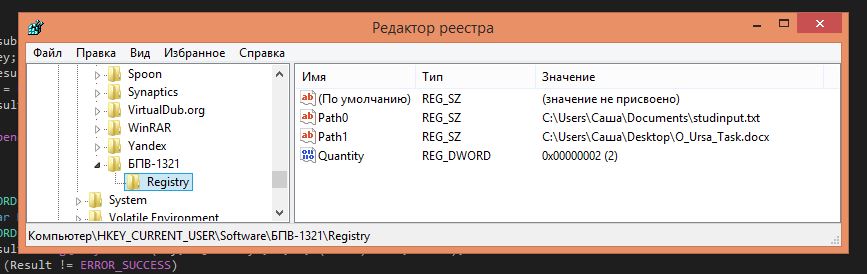 Редактор реестра
Файл Правка Вид Избранное Справка
Spoon
Synaptics
VirtualDub.org
WinRAR
Yandex
БПВ-1321
Registry
System
Volatile Environment
Имя Тип Значение
(По умолчанию) REG_SZ (значение не присвоено)
Path0 REG_SZ C:\Users\Саша\Documents\studinput.txt
Path1 REG_SZ C:\Users\Саша\Desktop\O_Ursa_Task.docx
Quantity REG_DWORD 0x00000002 (2)
Компьютер\HKEY_CURRENT_USER\Software\БПВ-1321\Registry
(Result != ERROR_SUCCESS)